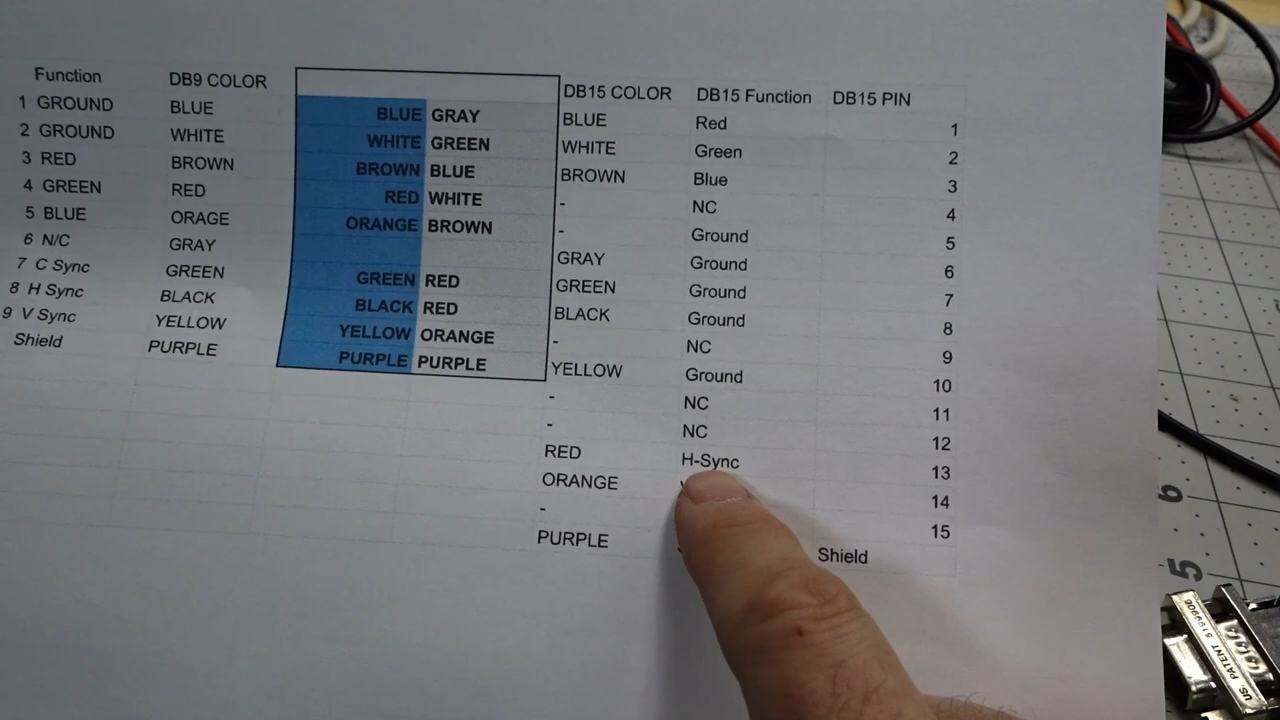 Function DB9 COLOR DB15 COLOR DB15 Function DB15 PIN
1 GROUND BLUE BLUE GRAY BLUE Red 1
2 GROUND WHITE WHITE GREEN WHITE Green 2
3 RED BROWN BROWN BLUE BROWN Blue 3
4 GREEN RED RED WHITE - NC 4
5 BLUE ORAGE ORANGE BROWN - Ground 5
6 N/C GRAY GRAY Ground 6
7 C Sync GREEN GREEN RED GREEN Ground 7
8 H Sync BLACK BLACK RED BLACK Ground 8
9 V Sync YELLOW YELLOW ORANGE - NC 9
Shield PURPLE PURPLE PURPLE YELLOW Ground 10
- NC 11
- NC 12
RED H-Sync 13
ORANGE 14
- 15
PURPLE Shield
6
5
US. PATENT 5199906